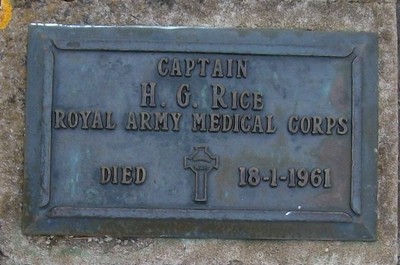 CAPTAIN
H. G. RICE
ROYAL ARMY MEDICAL CORPS
DIED 18-1-1961